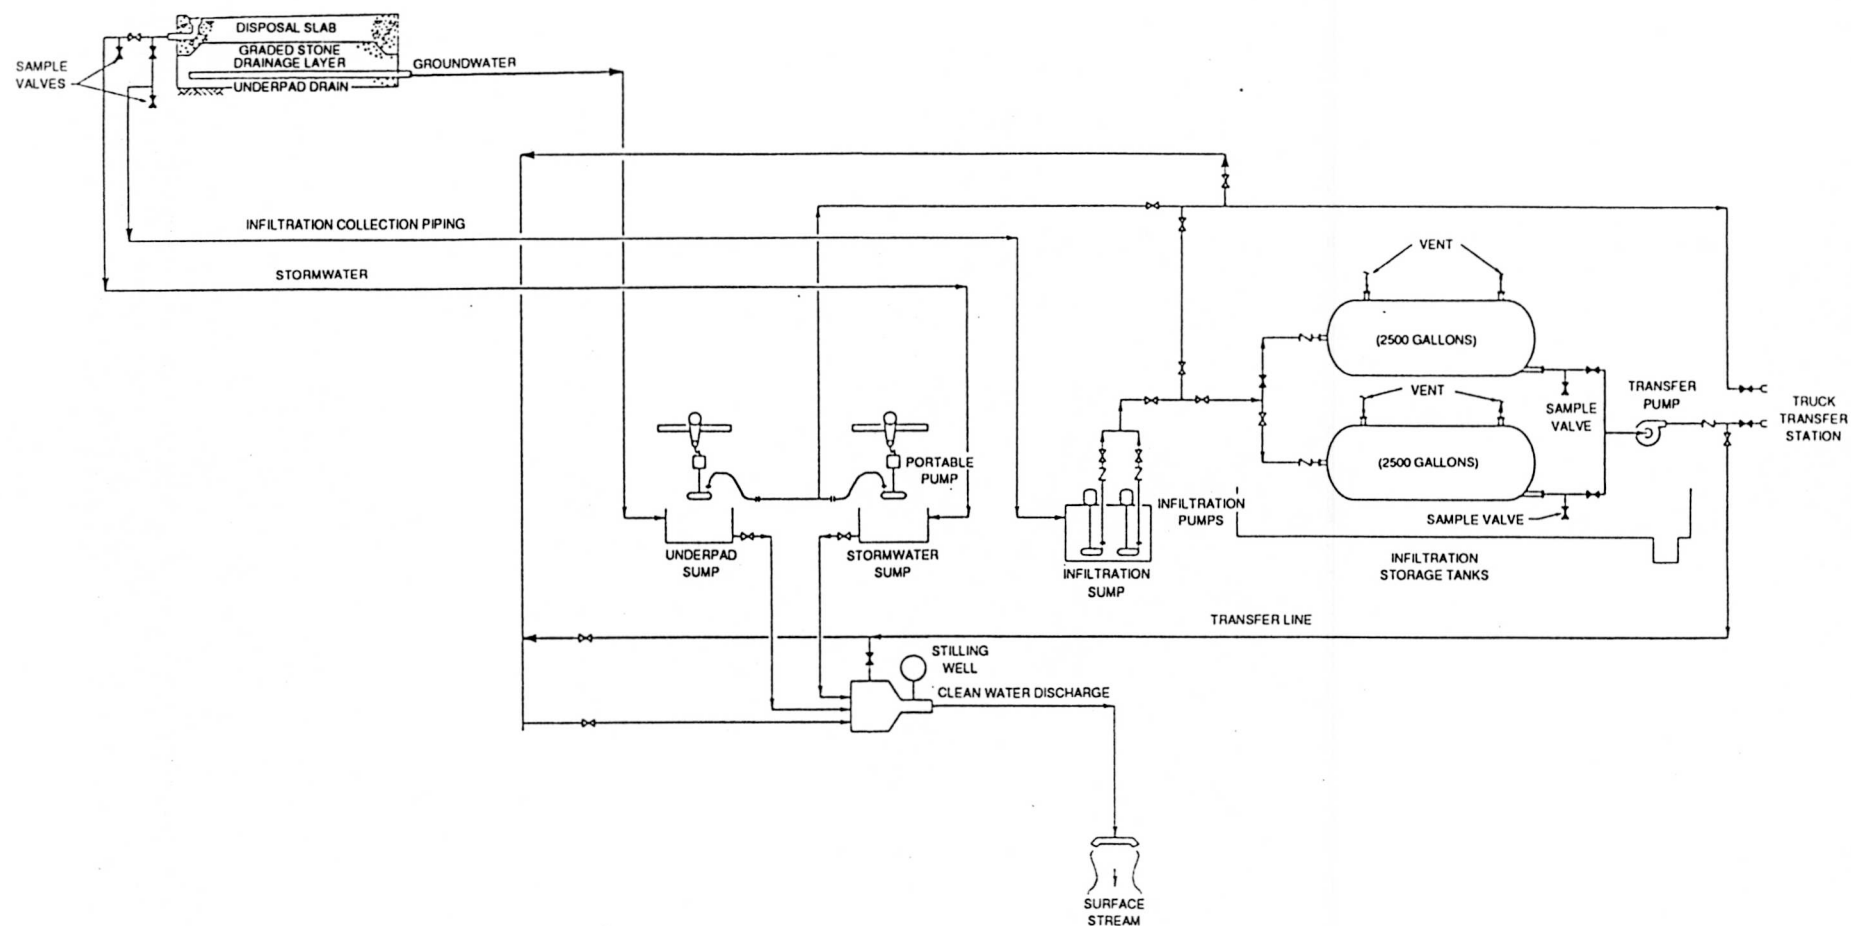 DISPOSAL SLAB
GRADED STONE
DRAINAGE LAYER
UNDERPAD DRAIN
GROUNDWATER
SAMPLE
VALVES
INFILTRATION COLLECTION PIPING
STORMWATER
VENT
(2500 GALLONS)
VENT
(2500 GALLONS)
SAMPLE
VALVE
TRANSFER
PUMP
TRUCK
TRANSFER
STATION
PORTABLE
PUMP
INFILTRATION
PUMPS
SAMPLE VALVE
UNDERPAD
SUMP
STORMWATER
SUMP
INFILTRATION
SUMP
INFILTRATION
STORAGE TANKS
TRANSFER LINE
STILLING
WELL
CLEAN WATER DISCHARGE
SURFACE
STREAM